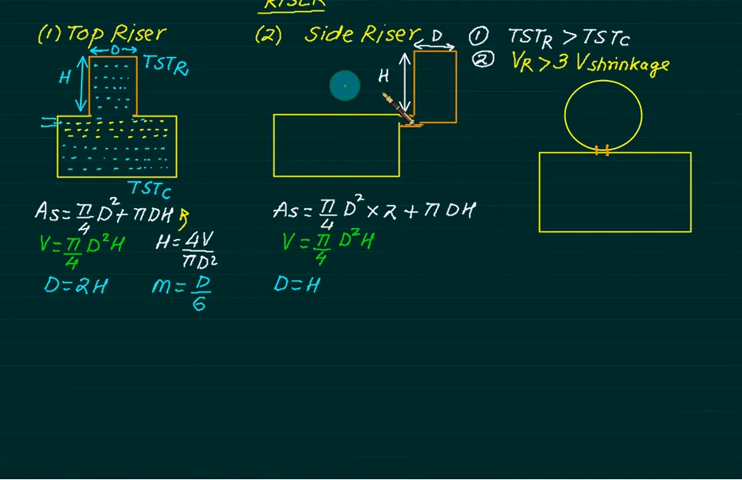 RISER
(1) Top Riser
D
H
TSTR
TSTC
As = π/4 D² + πDH
V = π/4 D²H
H = 4V/πD²
D = 2H
m = D/6
(2) Side Riser
D
H
As = π/4 D² × 2 + πDH
V = π/4 D²H
D = H
① TSTR > TSTC
② VR > 3 Vshrinkage